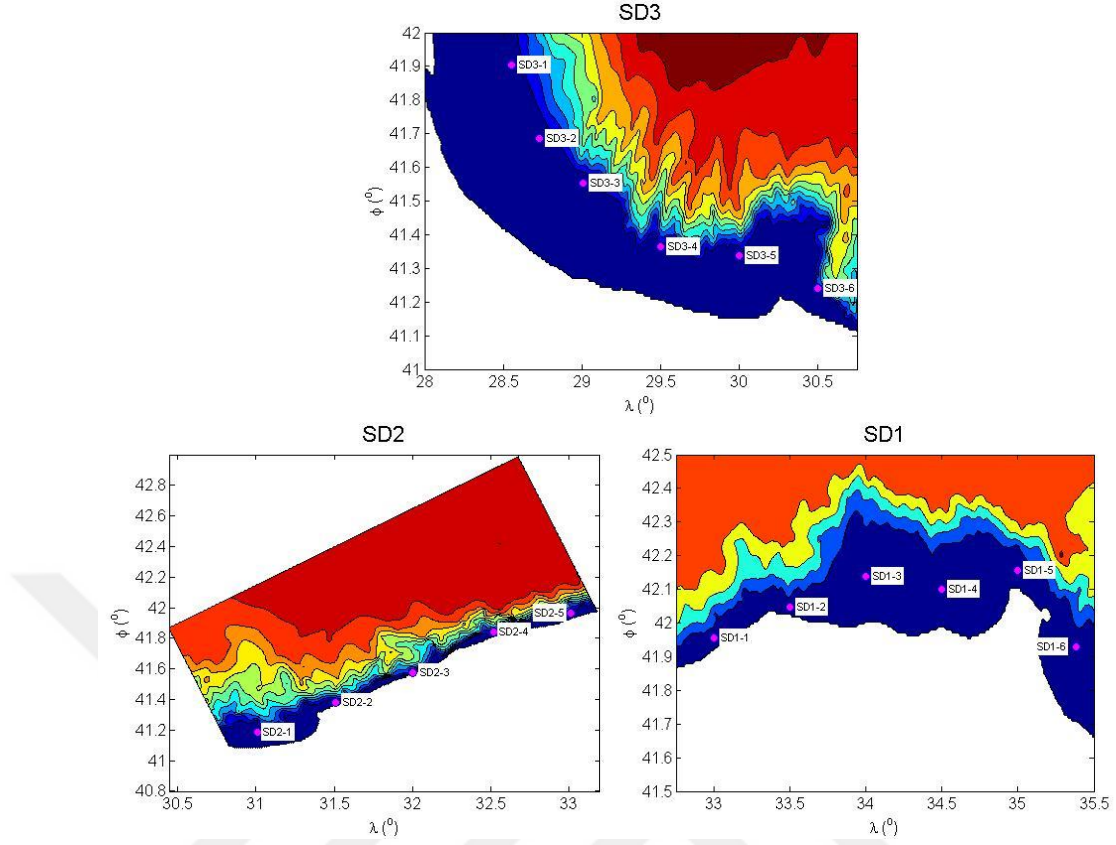 SD3
42
41.9
41.8
41.7
41.6
41.5
41.4
41.3
41.2
41.1
41
ϕ (⁰)
SD3-1
SD3-2
SD3-3
SD3-4
SD3-5
SD3-6
28 28.5 29 29.5 30 30.5
λ (⁰)
SD2
42.8
42.6
42.4
42.2
42
41.8
41.6
41.4
41.2
41
40.8
ϕ (⁰)
SD2-5
SD2-4
SD2-3
SD2-2
SD2-1
30.5 31 31.5 32 32.5 33
λ (⁰)
SD1
42.5
42.4
42.3
42.2
42.1
42
41.9
41.8
41.7
41.6
41.5
ϕ (⁰)
SD1-5
SD1-3
SD1-4
SD1-2
SD1-1
SD1-6
33 33.5 34 34.5 35 35.5
λ (⁰)